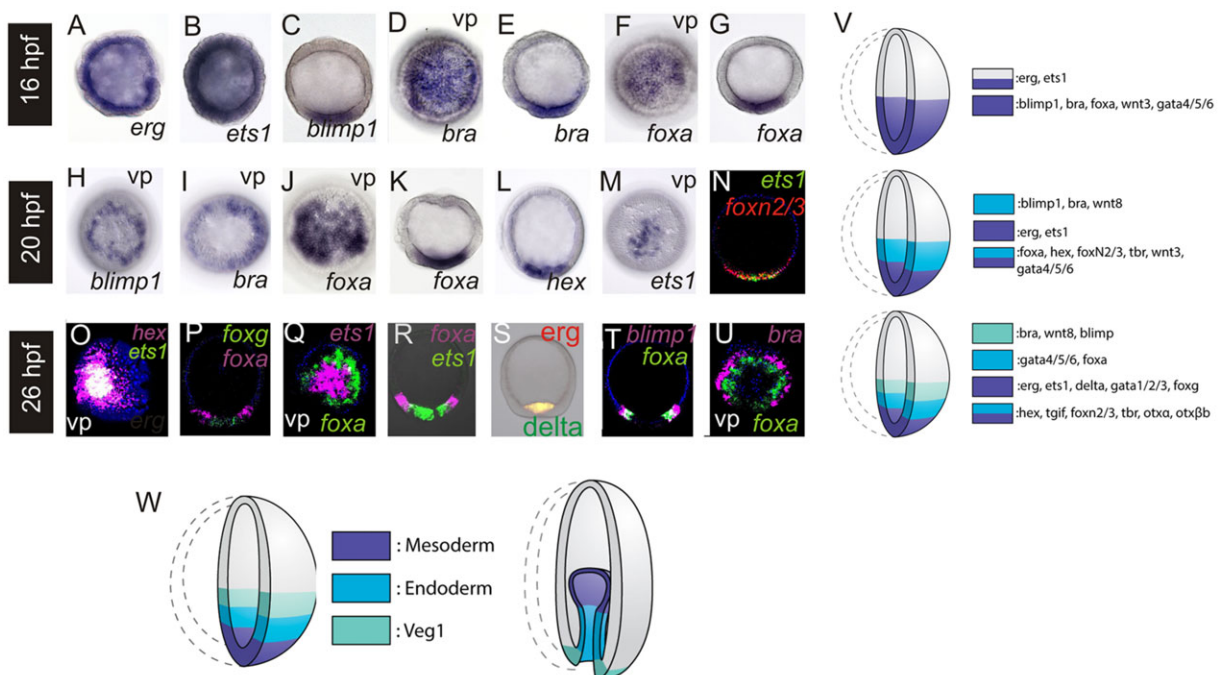 16 hpf
A
erg
B
ets1
C
blimp1
D
vp
bra
E
bra
F
vp
foxa
G
foxa
20 hpf
H
vp
blimp1
I
vp
bra
J
vp
foxa
K
foxa
L
hex
M
vp
ets1
N
ets1
foxn2/3
26 hpf
O
hex
ets1
vp
erg
P
foxg
foxa
Q
ets1
vp
foxa
R
foxa
ets1
S
erg
delta
T
blimp1
foxa
U
bra
vp
foxa
V
:erg, ets1
:blimp1, bra, foxa, wnt3, gata4/5/6
:blimp1, bra, wnt8
:erg, ets1
:foxa, hex, foxN2/3, tbr, wnt3,
gata4/5/6
:bra, wnt8, blimp
:gata4/5/6, foxa
:erg, ets1, delta, gata1/2/3, foxg
:hex, tgif, foxn2/3, tbr, otxα, otxβb
W
: Mesoderm
: Endoderm
: Veg1